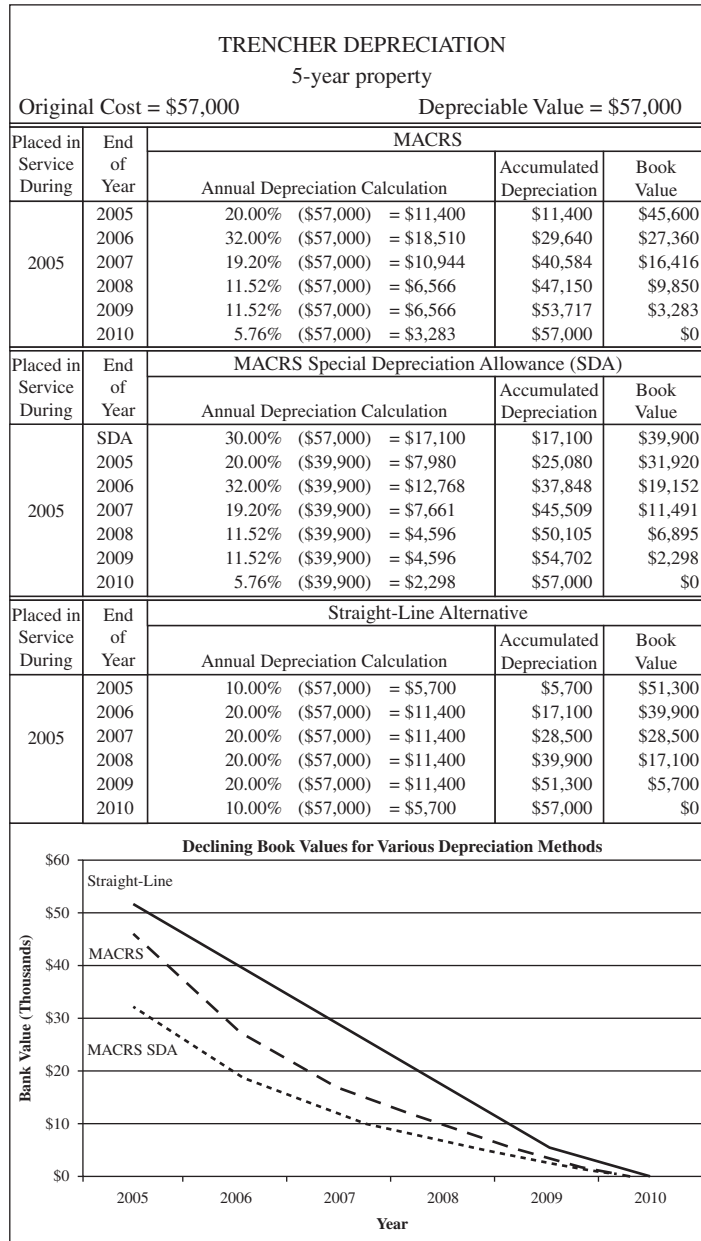 TRENCHER DEPRECIATION
5-year property
Original Cost = $57,000 Depreciable Value = $57,000
Placed in Service During End of Year MACRS
Annual Depreciation Calculation Accumulated Depreciation Book Value
2005 20.00% ($57,000) = $11,400 $11,400 $45,600
2006 32.00% ($57,000) = $18,510 $29,640 $27,360
2005 2007 19.20% ($57,000) = $10,944 $40,584 $16,416
2008 11.52% ($57,000) = $6,566 $47,150 $9,850
2009 11.52% ($57,000) = $6,566 $53,717 $3,283
2010 5.76% ($57,000) = $3,283 $57,000 $0
Placed in Service During End of Year MACRS Special Depreciation Allowance (SDA)
Annual Depreciation Calculation Accumulated Depreciation Book Value
SDA 30.00% ($57,000) = $17,100 $17,100 $39,900
2005 20.00% ($39,900) = $7,980 $25,080 $31,920
2006 32.00% ($39,900) = $12,768 $37,848 $19,152
2005 2007 19.20% ($39,900) = $7,661 $45,509 $11,491
2008 11.52% ($39,900) = $4,596 $50,105 $6,895
2009 11.52% ($39,900) = $4,596 $54,702 $2,298
2010 5.76% ($39,900) = $2,298 $57,000 $0
Placed in Service During End of Year Straight-Line Alternative
Annual Depreciation Calculation Accumulated Depreciation Book Value
2005 10.00% ($57,000) = $5,700 $5,700 $51,300
2006 20.00% ($57,000) = $11,400 $17,100 $39,900
2005 2007 20.00% ($57,000) = $11,400 $28,500 $28,500
2008 20.00% ($57,000) = $11,400 $39,900 $17,100
2009 20.00% ($57,000) = $11,400 $51,300 $5,700
2010 10.00% ($57,000) = $5,700 $57,000 $0
Declining Book Values for Various Depreciation Methods
Bank Value (Thousands)
$60
Straight-Line
$50
MACRS
$40
$30
MACRS SDA
$20
$10
$0
2005 2006 2007 2008 2009 2010
Year